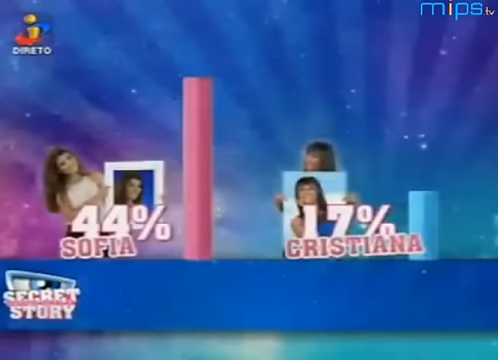 mips.tv
DIRETO
44%
SOFIA
17%
CRISTIANA
SECRET
STORY